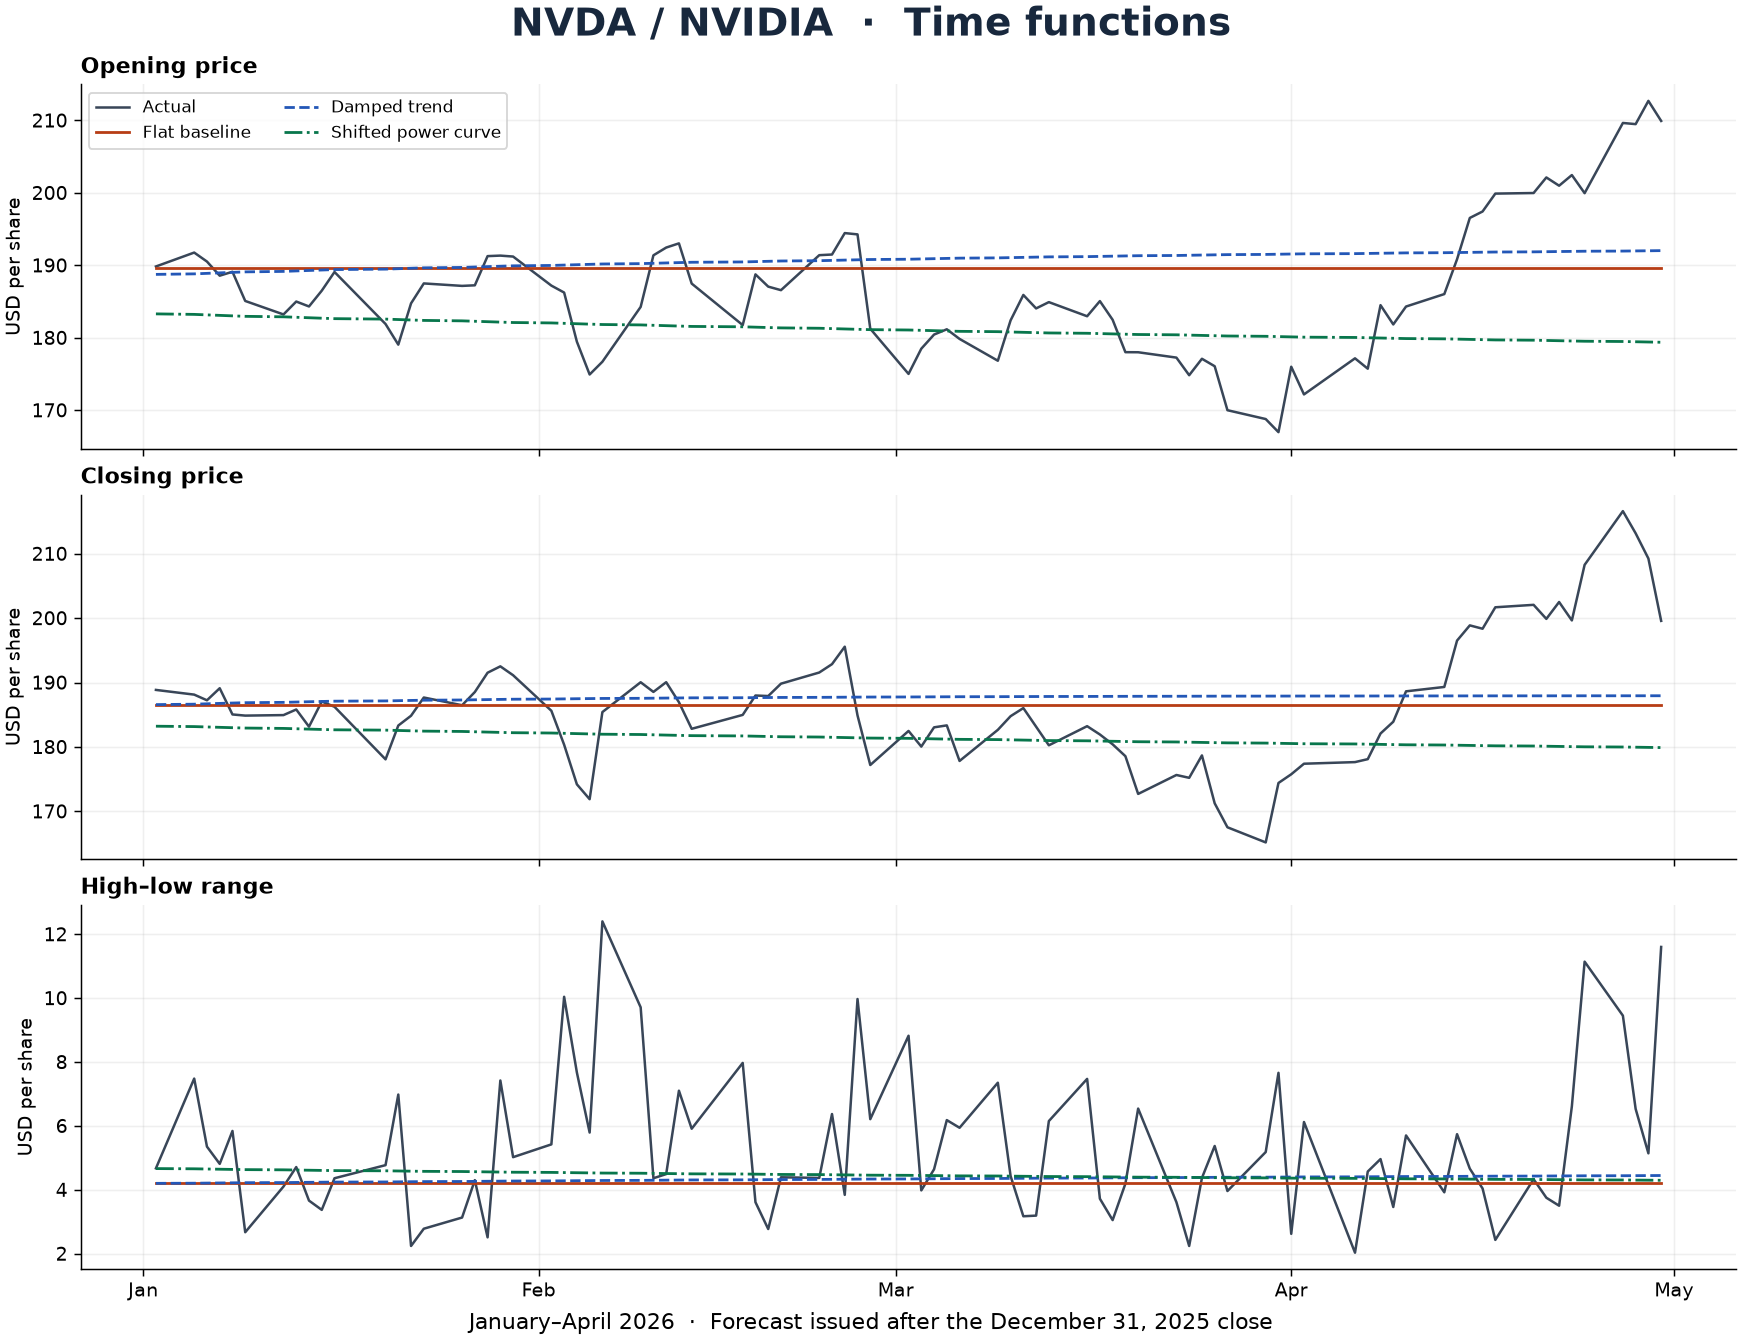 NVDA / NVIDIA · Time functions
Opening price
Actual
Flat baseline
Damped trend
Shifted power curve
USD per share
210
200
190
180
170
Closing price
USD per share
210
200
190
180
170
High–low range
USD per share
12
10
8
6
4
2
Jan Feb Mar Apr May
January–April 2026 · Forecast issued after the December 31, 2025 close